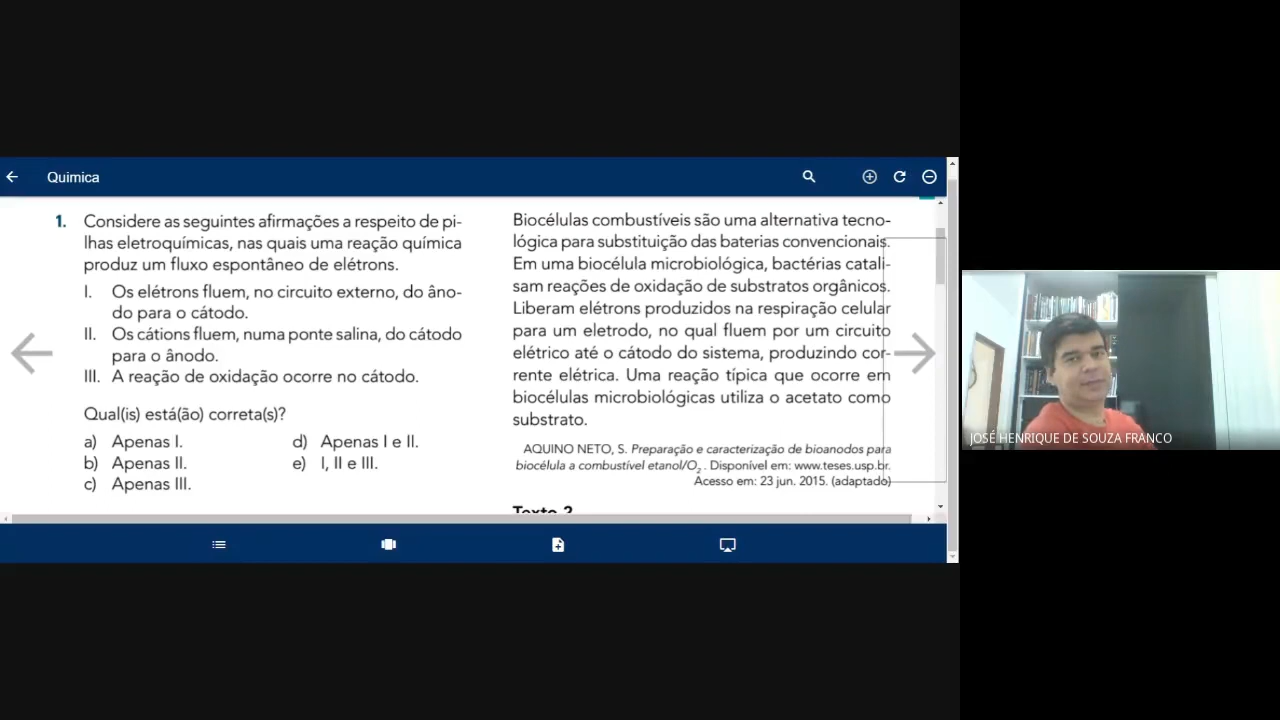 Quimica
1. Considere as seguintes afirmações a respeito de pi-
lhas eletroquímicas, nas quais uma reação química
produz um fluxo espontâneo de elétrons.
I. Os elétrons fluem, no circuito externo, do âno-
do para o cátodo.
II. Os cátions fluem, numa ponte salina, do cátodo
para o ânodo.
III. A reação de oxidação ocorre no cátodo.
Qual(is) está(ão) correta(s)?
a) Apenas I.
b) Apenas II.
c) Apenas III.
d) Apenas I e II.
e) I, II e III.
Biocélulas combustíveis são uma alternativa tecno-
lógica para substituição das baterias convencionais.
Em uma biocélula microbiológica, bactérias catali-
sam reações de oxidação de substratos orgânicos.
Liberam elétrons produzidos na respiração celular
para um eletrodo, no qual fluem por um circuito
elétrico até o cátodo do sistema, produzindo cor-
rente elétrica. Uma reação típica que ocorre em
biocélulas microbiológicas utiliza o acetato como
substrato.
AQUINO NETO, S. Preparação e caracterização de bioanodos para
biocélula a combustível etanol/O₂. Disponível em: www.teses.usp.br.
Acesso em: 23 jun. 2015. (adaptado)
Texto 2
JOSÉ HENRIQUE DE SOUZA FRANCO